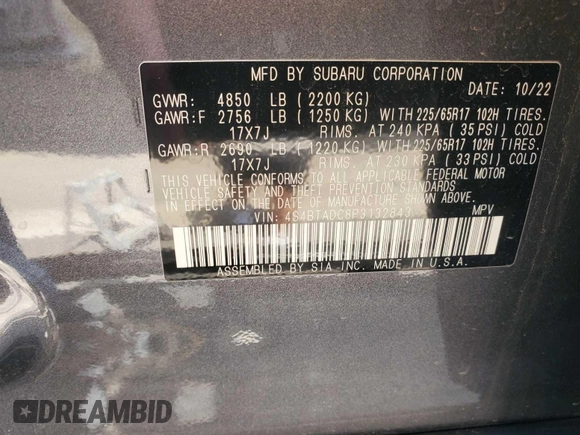 MFD BY SUBARU CORPORATION
GVWR: 4850 LB (2200 KG) DATE: 10/22
GAWR:F 2756 LB (1250 KG) WITH 225/65R17 102H TIRES.
17X7J RIMS. AT 240 KPA (35 PSI) COLD
GAWR:R 2690 LB (1220 KG) WITH 225/65R17 102H TIRES.
17X7J RIMS. AT 230 KPA (33 PSI) COLD
THIS VEHICLE CONFORMS TO ALL APPLICABLE FEDERAL MOTOR
VEHICLE SAFETY AND THEFT PREVENTION STANDARDS
IN EFFECT ON THE DATE OF MANUFACTURE SHOWN ABOVE.
VIN: 4S4BTADC8P3132843 MPV
ASSEMBLED BY SIA INC. MADE IN U.S.A.
DREAMBID